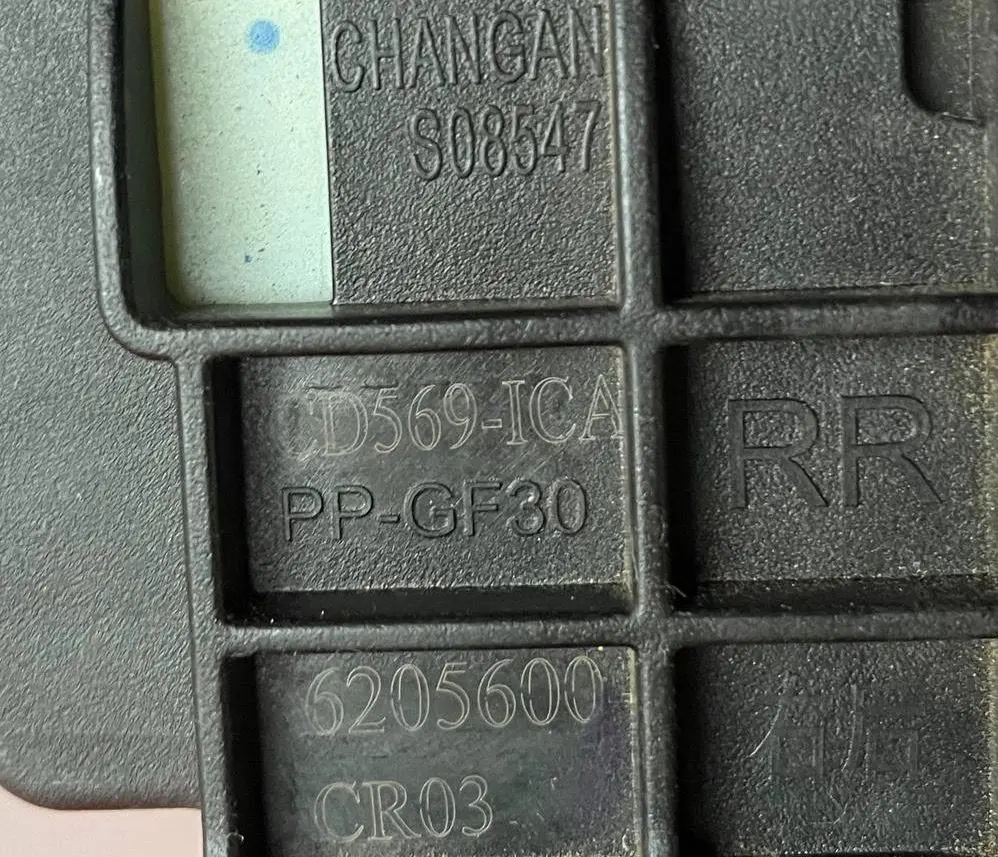 CHANGAN
S08547
CD569-ICA
PP-GF30
RR
6205600
CR03